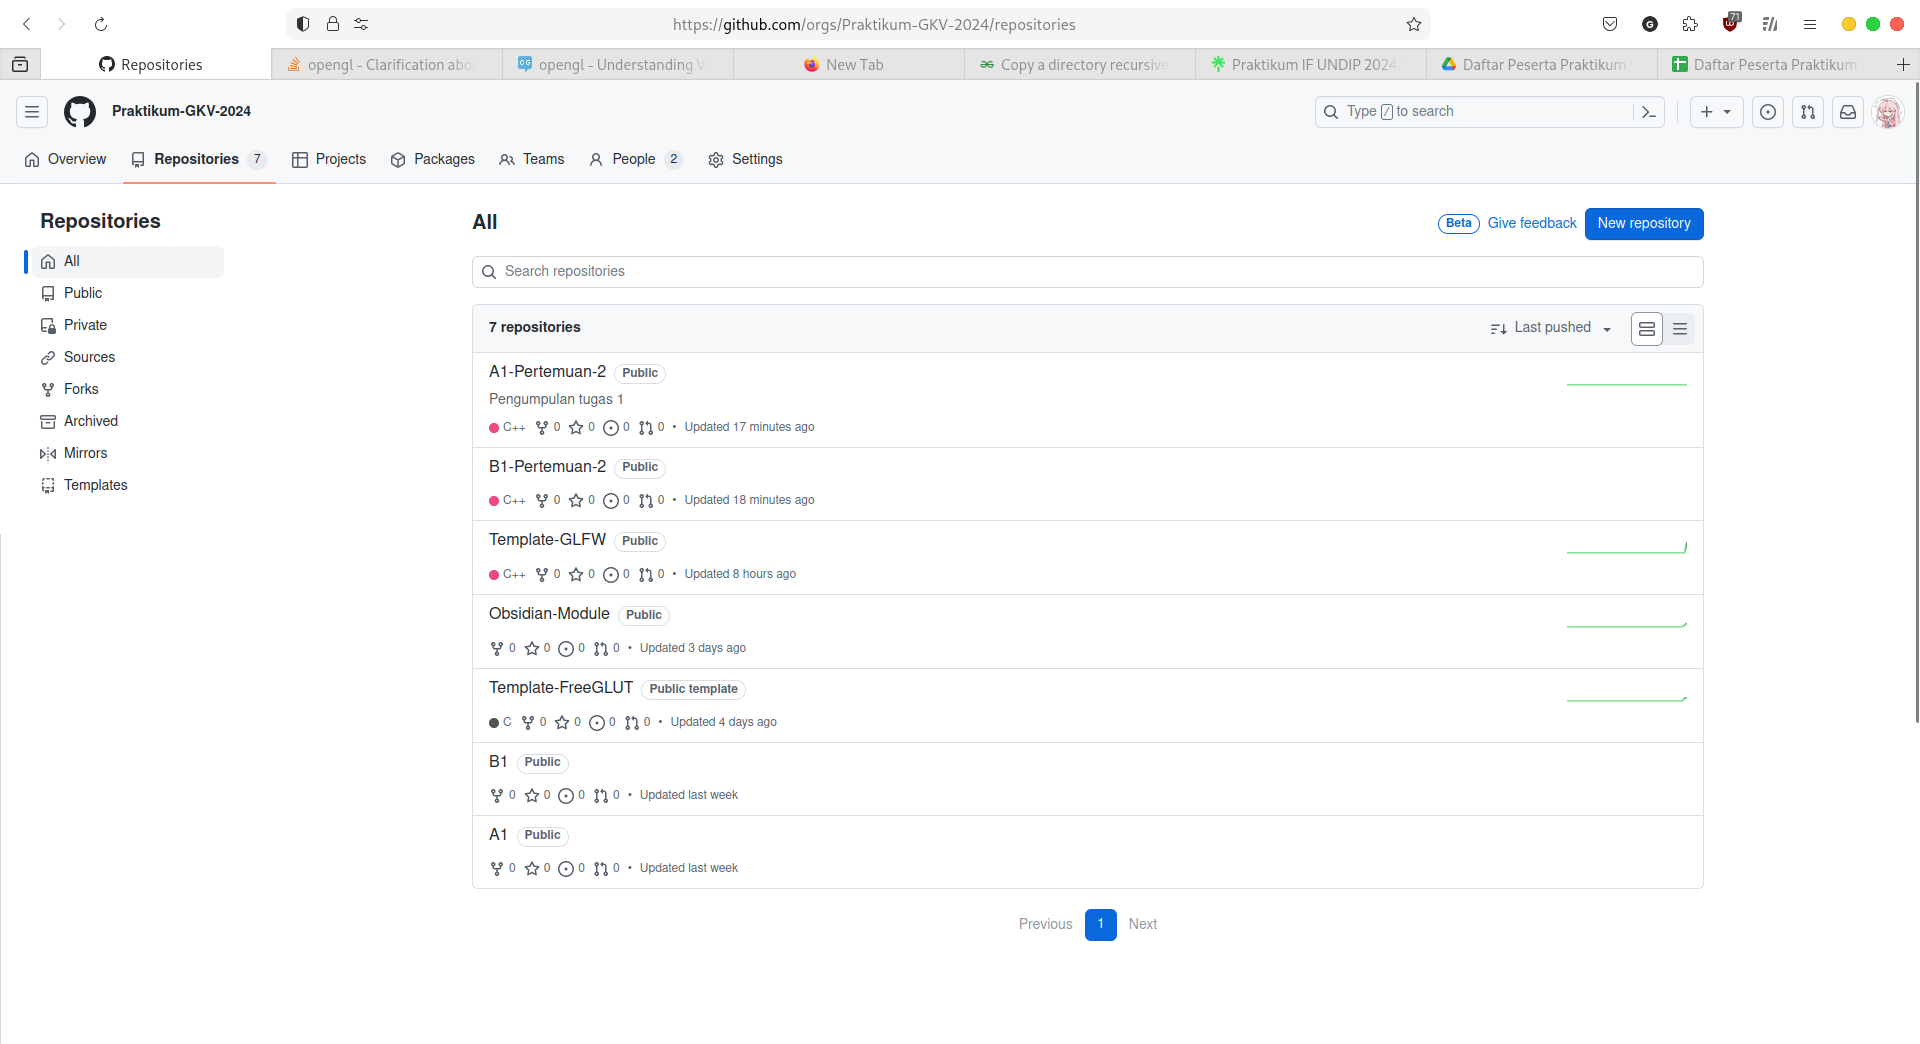 https://github.com/orgs/Praktikum-GKV-2024/repositories
71
Repositories
opengl - Clarification abo
opengl - Understanding V
New Tab
Copy a directory recursive
Praktikum IF UNDIP 2024
Daftar Peserta Praktikum
Daftar Peserta Praktikum
Praktikum-GKV-2024
Type / to search
Overview
Repositories 7
Projects
Packages
Teams
People 2
Settings
Repositories
All
Public
Private
Sources
Forks
Archived
Mirrors
Templates
All
Beta Give feedback New repository
Search repositories
7 repositories
Last pushed
A1-Pertemuan-2 Public
Pengumpulan tugas 1
C++ 0 0 0 0 • Updated 17 minutes ago
B1-Pertemuan-2 Public
C++ 0 0 0 0 • Updated 18 minutes ago
Template-GLFW Public
C++ 0 0 0 0 • Updated 8 hours ago
Obsidian-Module Public
0 0 0 0 • Updated 3 days ago
Template-FreeGLUT Public template
C 0 0 0 0 • Updated 4 days ago
B1 Public
0 0 0 0 • Updated last week
A1 Public
0 0 0 0 • Updated last week
Previous 1 Next